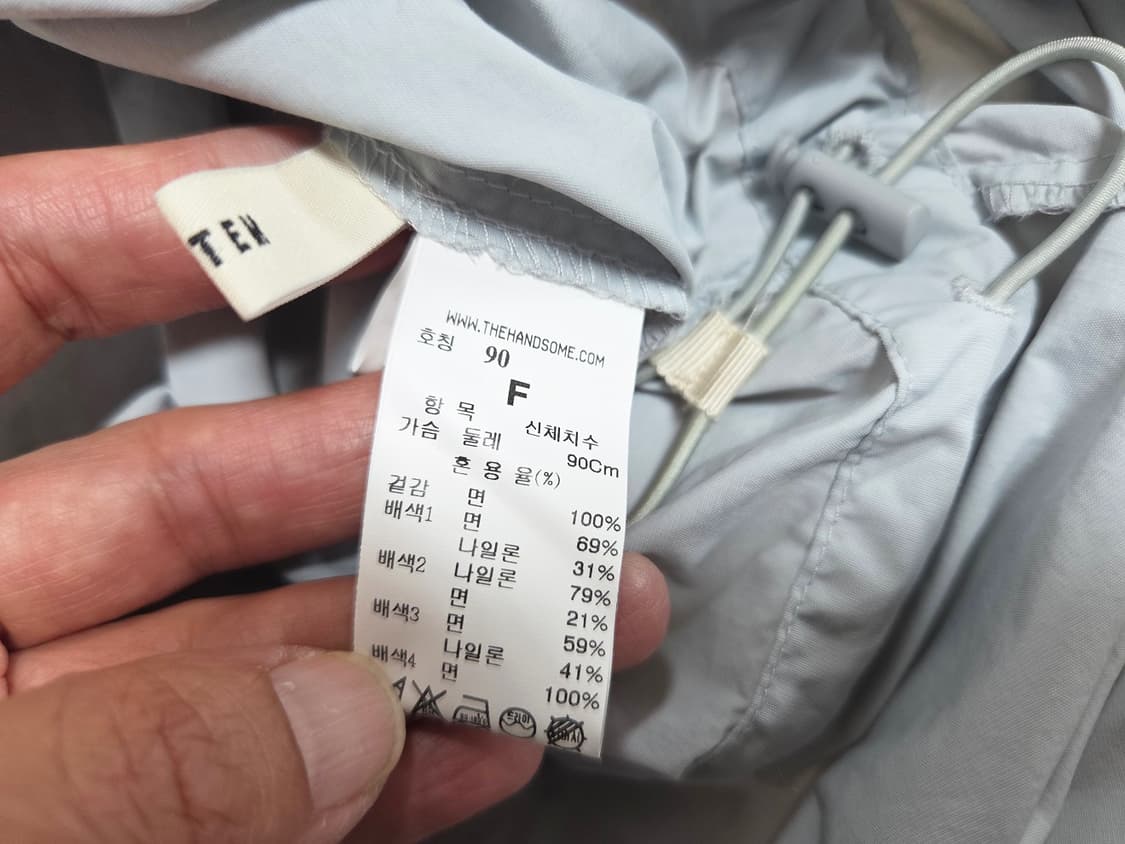 TEN
WWW.THEHANDSOME.COM
호칭 90
F
항 목 신체치수
가슴 둘레 90Cm
혼 용 율(%)
겉감 면 100%
배색1 면 69%
나일론 31%
배색2 나일론 79%
면 21%
배색3 면 59%
나일론 41%
배색4 면 100%
드라이